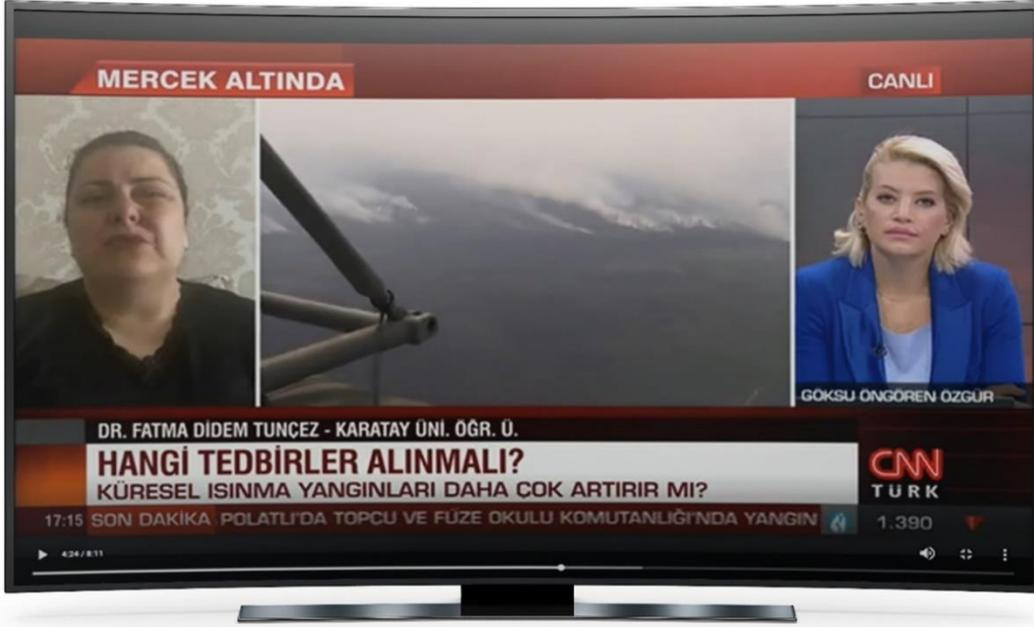 MERCEK ALTINDA
CANLI
GÖKSU ÖNGÖREN ÖZGÜR
DR. FATMA DİDEM TUNÇEZ - KARATAY ÜNİ. ÖĞR. Ü.
HANGİ TEDBİRLER ALINMALI?
KÜRESEL ISINMA YANGINLARI DAHA ÇOK ARTIRIR MI?
CNN
TÜRK
17:15 SON DAKİKA POLATLI'DA TOPÇU VE FÜZE OKULU KOMUTANLIĞI'NDA YANGIN
1.390
4:24 / 8:11